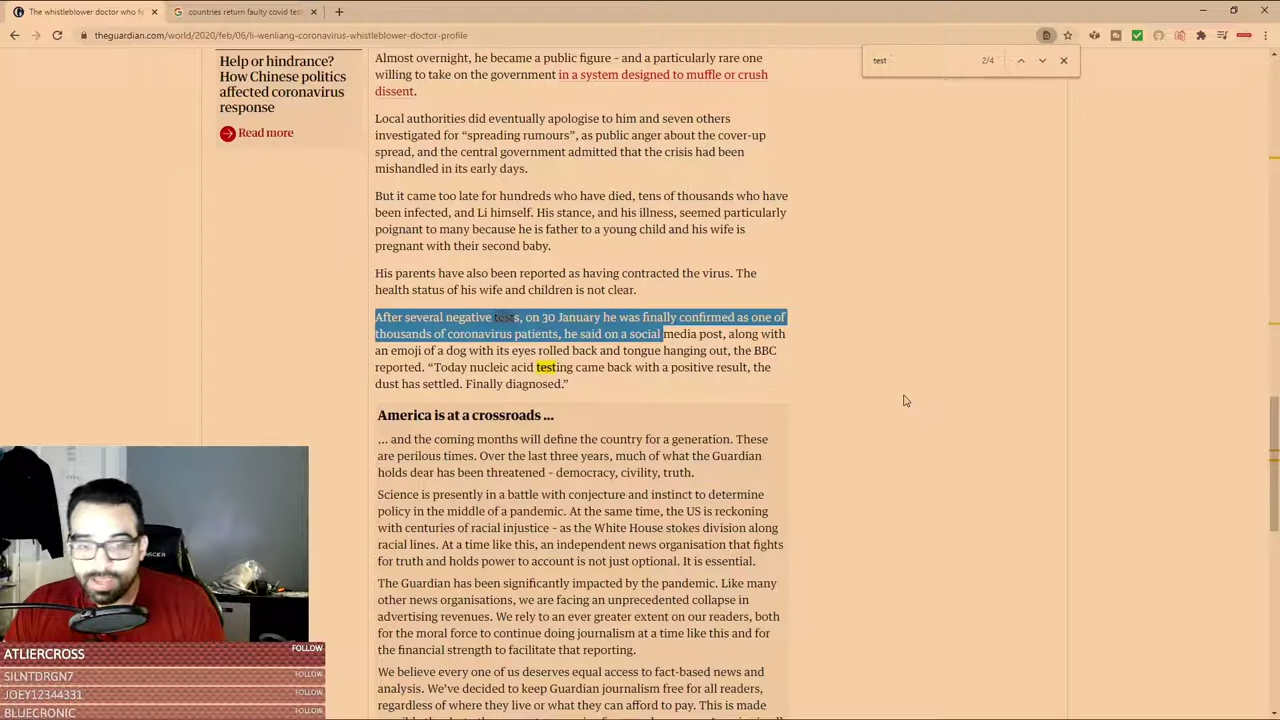 The whistleblower doctor who fe
countries return faulty covid tes
theguardian.com/world/2020/feb/06/li-wenliang-coronavirus-whistleblower-doctor-profile
test
2/4
Help or hindrance?
How Chinese politics
affected coronavirus
response
Read more
Almost overnight, he became a public figure – and a particularly rare one
willing to take on the government in a system designed to muffle or crush
dissent.
Local authorities did eventually apologise to him and seven others
investigated for “spreading rumours”, as public anger about the cover-up
spread, and the central government admitted that the crisis had been
mishandled in its early days.
But it came too late for hundreds who have died, tens of thousands who have
been infected, and Li himself. His stance, and his illness, seemed particularly
poignant to many because he is father to a young child and his wife is
pregnant with their second baby.
His parents have also been reported as having contracted the virus. The
health status of his wife and children is not clear.
After several negative tests, on 30 January he was finally confirmed as one of
thousands of coronavirus patients, he said on a social media post, along with
an emoji of a dog with its eyes rolled back and tongue hanging out, the BBC
reported. “Today nucleic acid testing came back with a positive result, the
dust has settled. Finally diagnosed.”
America is at a crossroads ...
... and the coming months will define the country for a generation. These
are perilous times. Over the last three years, much of what the Guardian
holds dear has been threatened – democracy, civility, truth.
Science is presently in a battle with conjecture and instinct to determine
policy in the middle of a pandemic. At the same time, the US is reckoning
with centuries of racial injustice – as the White House stokes division along
racial lines. At a time like this, an independent news organisation that fights
for truth and holds power to account is not just optional. It is essential.
The Guardian has been significantly impacted by the pandemic. Like many
other news organisations, we are facing an unprecedented collapse in
advertising revenues. We rely to an ever greater extent on our readers, both
for the moral force to continue doing journalism at a time like this and for
the financial strength to facilitate that reporting.
We believe every one of us deserves equal access to fact-based news and
analysis. We’ve decided to keep Guardian journalism free for all readers,
regardless of where they live or what they can afford to pay. This is made
ATLIERCROSS FOLLOW
SILNTDRGN7 FOLLOW
JOEY12344331 FOLLOW
BLUECRONIC FOLLOW